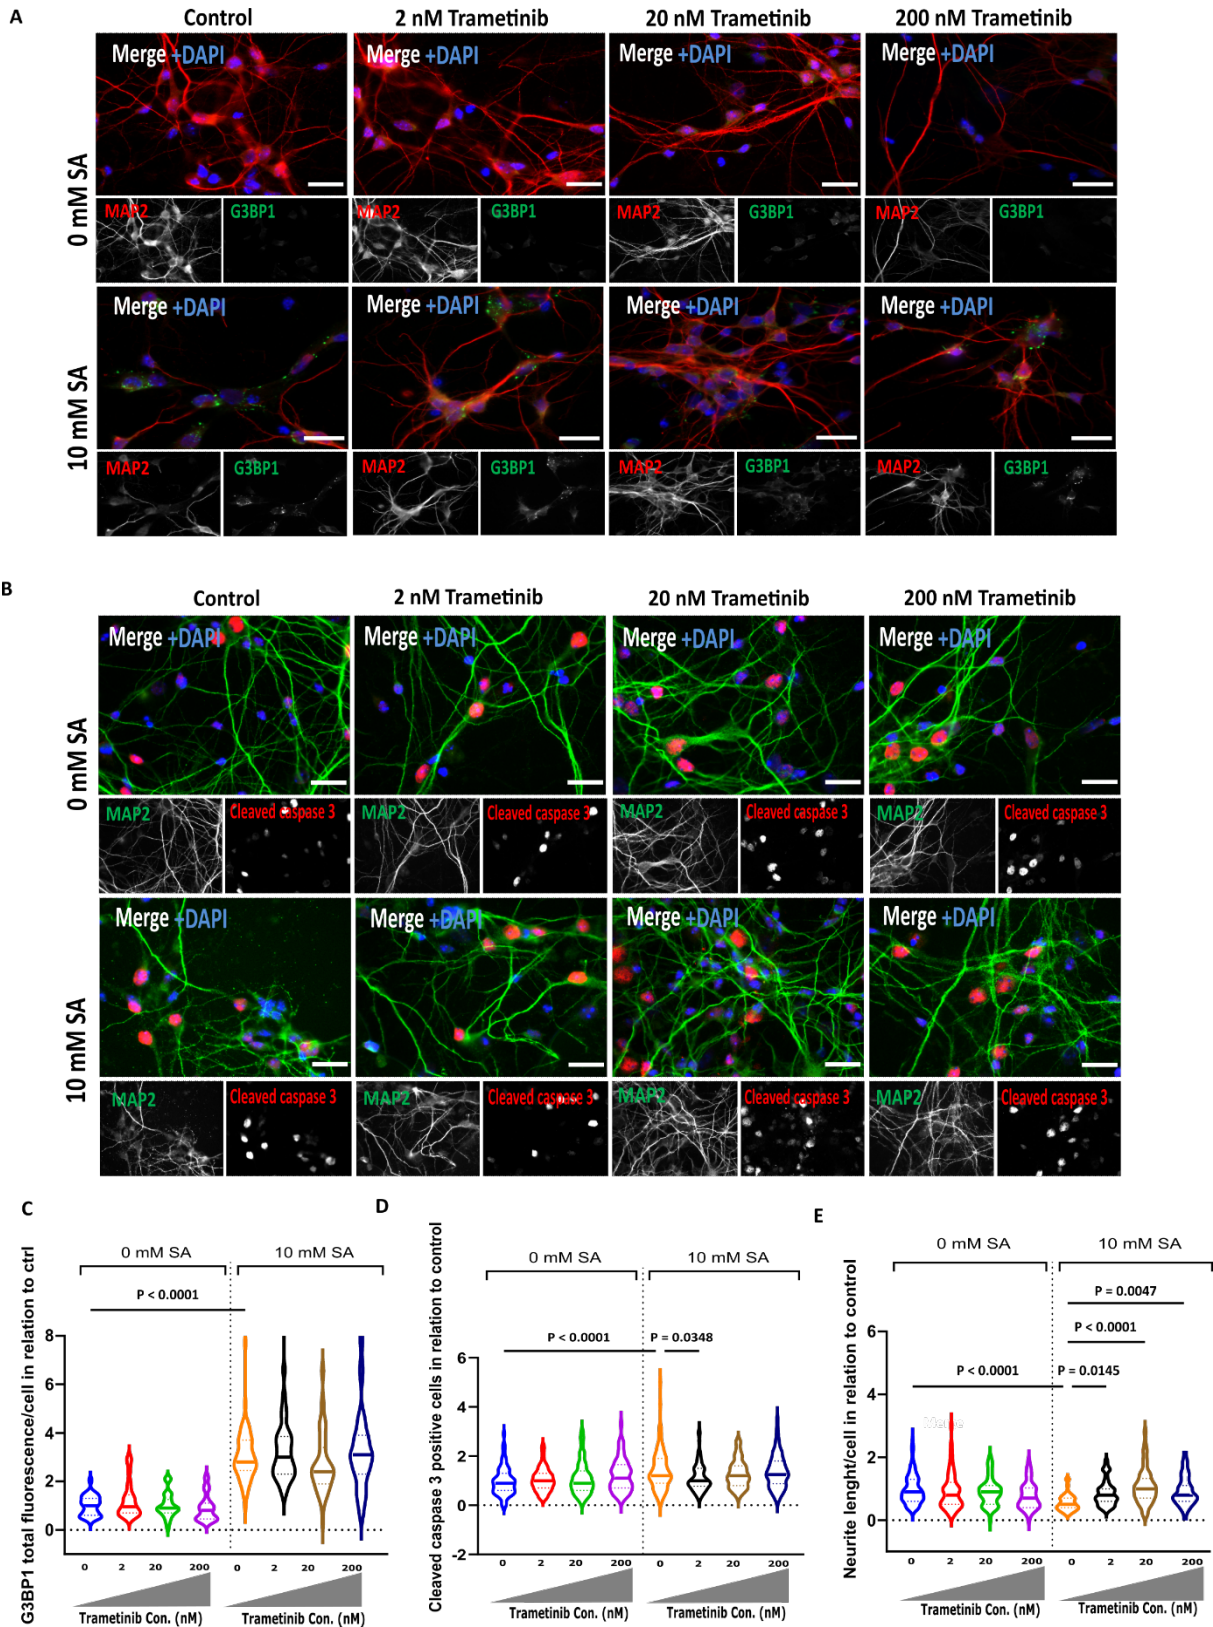 A
Control
2 nM Trametinib
20 nM Trametinib
200 nM Trametinib
0 mM SA
Merge +DAPI
Merge +DAPI
Merge +DAPI
Merge +DAPI
MAP2
G3BP1
MAP2
G3BP1
MAP2
G3BP1
MAP2
G3BP1
10 mM SA
Merge +DAPI
Merge +DAPI
Merge +DAPI
Merge +DAPI
MAP2
G3BP1
MAP2
G3BP1
MAP2
G3BP1
MAP2
G3BP1
B
Control
2 nM Trametinib
20 nM Trametinib
200 nM Trametinib
0 mM SA
Merge +DAPI
Merge +DAPI
Merge +DAPI
Merge +DAPI
MAP2
Cleaved caspase 3
MAP2
Cleaved caspase 3
MAP2
Cleaved caspase 3
MAP2
Cleaved caspase 3
10 mM SA
Merge +DAPI
Merge +DAPI
Merge +DAPI
Merge +DAPI
MAP2
Cleaved caspase 3
MAP2
Cleaved caspase 3
MAP2
Cleaved caspase 3
MAP2
Cleaved caspase 3
C
G3BP1 total fluorescence/cell in relation to ctrl
0 mM SA
10 mM SA
P < 0.0001
8
6
4
2
0
0 2 20 200
0 2 20 200
Trametinib Con. (nM)
Trametinib Con. (nM)
D
Cleaved caspase 3 positive cells in relation to control
0 mM SA
10 mM SA
P < 0.0001
P = 0.0348
6
4
2
0
-2
0 2 20 200
0 2 20 200
Trametinib Con. (nM)
Trametinib Con. (nM)
E
Neurite lenght/cell in relation to control
0 mM SA
10 mM SA
P = 0.0047
P < 0.0001
P < 0.0001
P = 0.0145
6
4
2
0
0 2 20 200
0 2 20 200
Trametinib Con. (nM)
Trametinib Con. (nM)